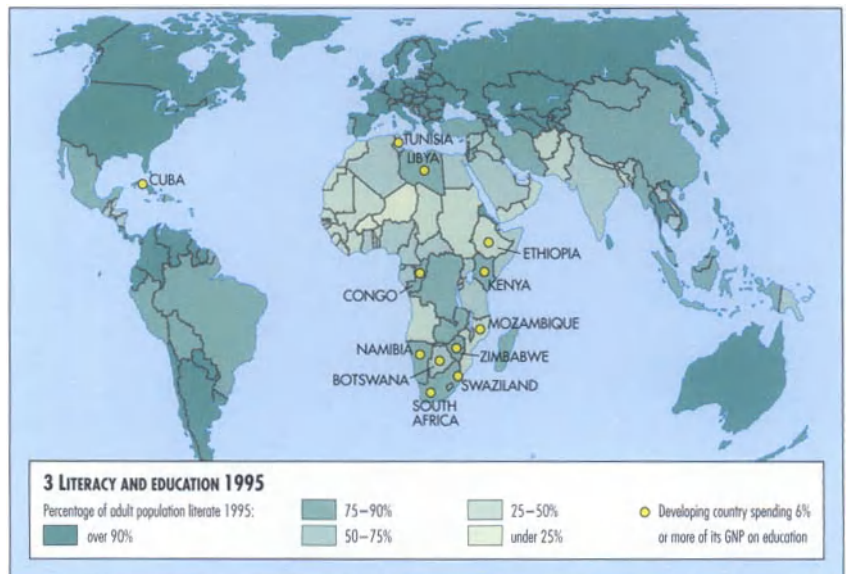 TUNISIA
LIBYA
CUBA
ETHIOPIA
KENYA
CONGO
MOZAMBIQUE
NAMIBIA
ZIMBABWE
BOTSWANA
SWAZILAND
SOUTH
AFRICA
3 LITERACY AND EDUCATION 1995
Percentage of adult population literate 1995:
over 90%
75–90%
50–75%
25–50%
under 25%
Developing country spending 6%
or more of its GNP on education